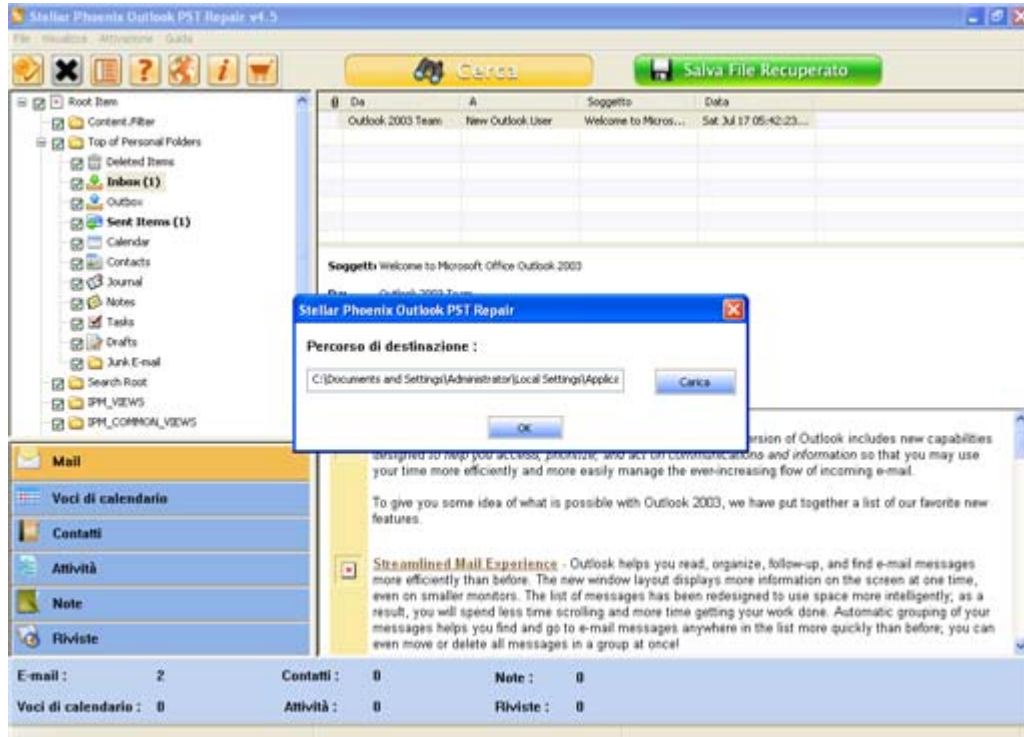 Stellar Phoenix Outlook PST Repair v4.5
File Visualizza Attivazione Guida
Cerca
Salva File Recuperato
Root Item
Content.Filter
Top of Personal Folders
Deleted Items
Inbox (1)
Outbox
Sent Items (1)
Calendar
Contacts
Journal
Notes
Tasks
Drafts
Junk E-mail
Search Root
IPM_VIEWS
IPM_COMMON_VIEWS
Da A Soggetto Data
Outlook 2003 Team New Outlook User Welcome to Micros... Sat Jul 17 05:42:23...
Soggetto Welcome to Microsoft Office Outlook 2003
Outlook 2003 Team
Stellar Phoenix Outlook PST Repair
Percorso di destinazione :
C:\Documents and Settings\Administrator\Local Settings\Applica
Carica
OK
version of Outlook includes new capabilities
designed to help you access, prioritize, and act on communications and information so that you may use
your time more efficiently and more easily manage the ever-increasing flow of incoming e-mail.
To give you some idea of what is possible with Outlook 2003, we have put together a list of our favorite new
features.
Streamlined Mail Experience - Outlook helps you read, organize, follow-up, and find e-mail messages
more efficiently than before. The new window layout displays more information on the screen at one time,
even on smaller monitors. The list of messages has been redesigned to use space more intelligently; as a
result, you will spend less time scrolling and more time getting your work done. Automatic grouping of your
messages helps you find and go to e-mail messages anywhere in the list more quickly than before; you can
even move or delete all messages in a group at once!
Mail
Voci di calendario
Contatti
Attività
Note
Riviste
E-mail : 2 Contatti : 0 Note : 0
Voci di calendario : 0 Attività : 0 Riviste : 0